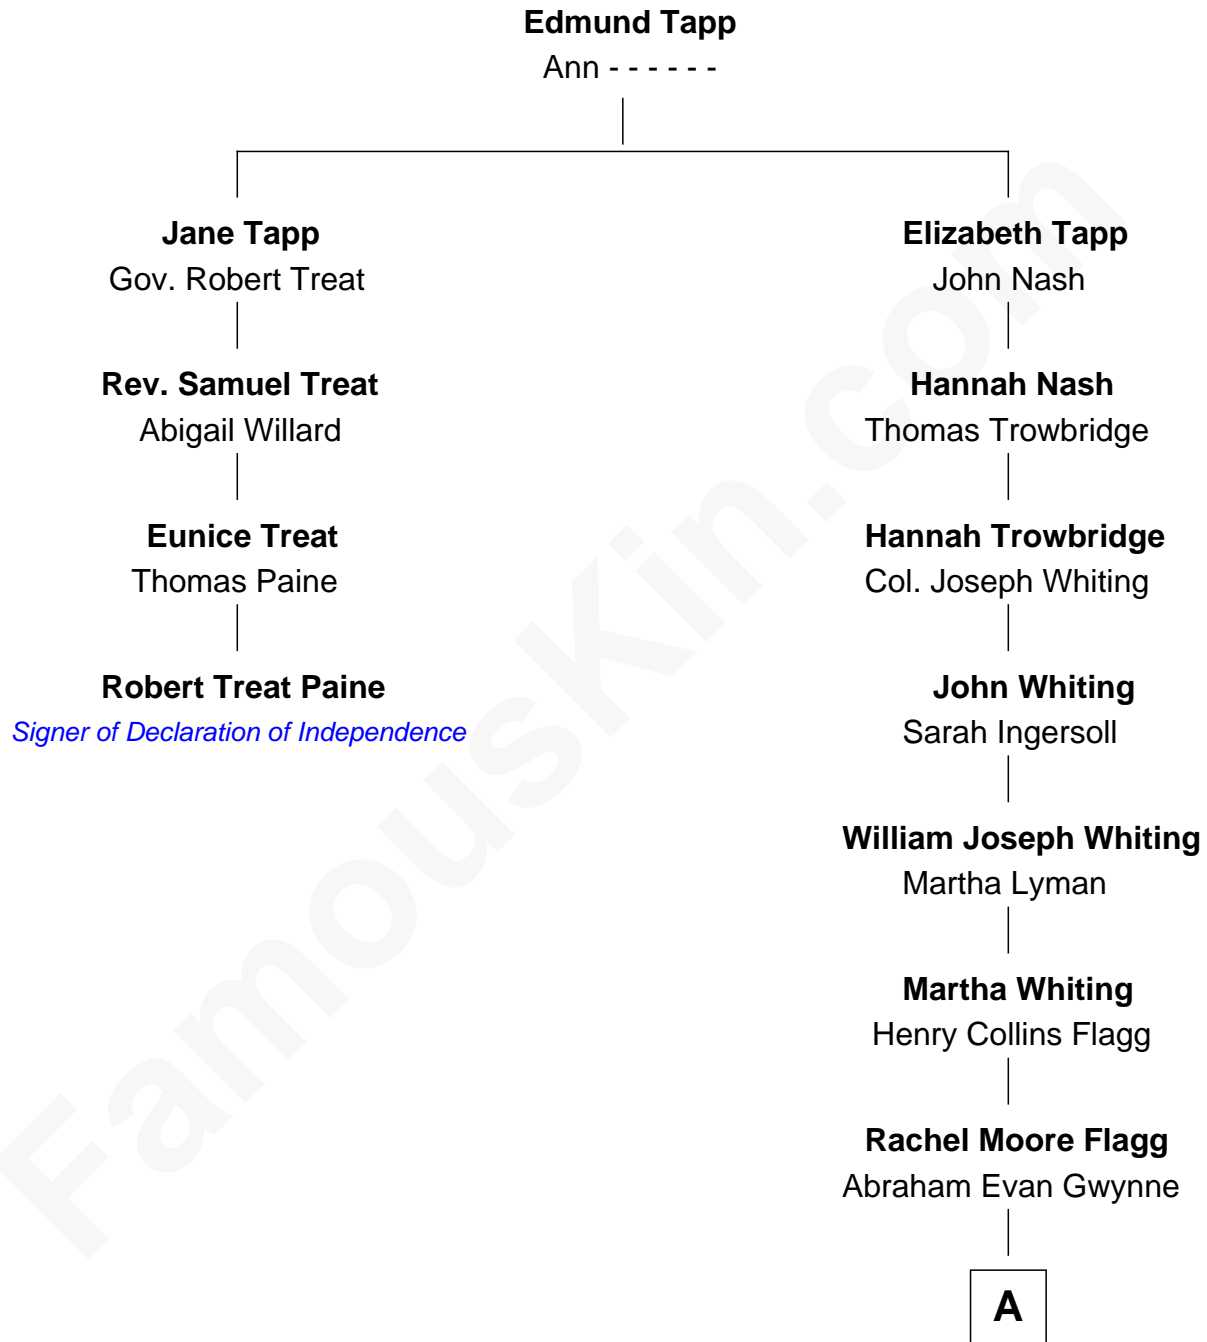 Edmund Tapp
Ann - - - - - -
Jane Tapp
Gov. Robert Treat
Rev. Samuel Treat
Abigail Willard
Eunice Treat
Thomas Paine
Robert Treat Paine
Signer of Declaration of Independence
Elizabeth Tapp
John Nash
Hannah Nash
Thomas Trowbridge
Hannah Trowbridge
Col. Joseph Whiting
John Whiting
Sarah Ingersoll
William Joseph Whiting
Martha Lyman
Martha Whiting
Henry Collins Flagg
Rachel Moore Flagg
Abraham Evan Gwynne
A
FamousKin.com